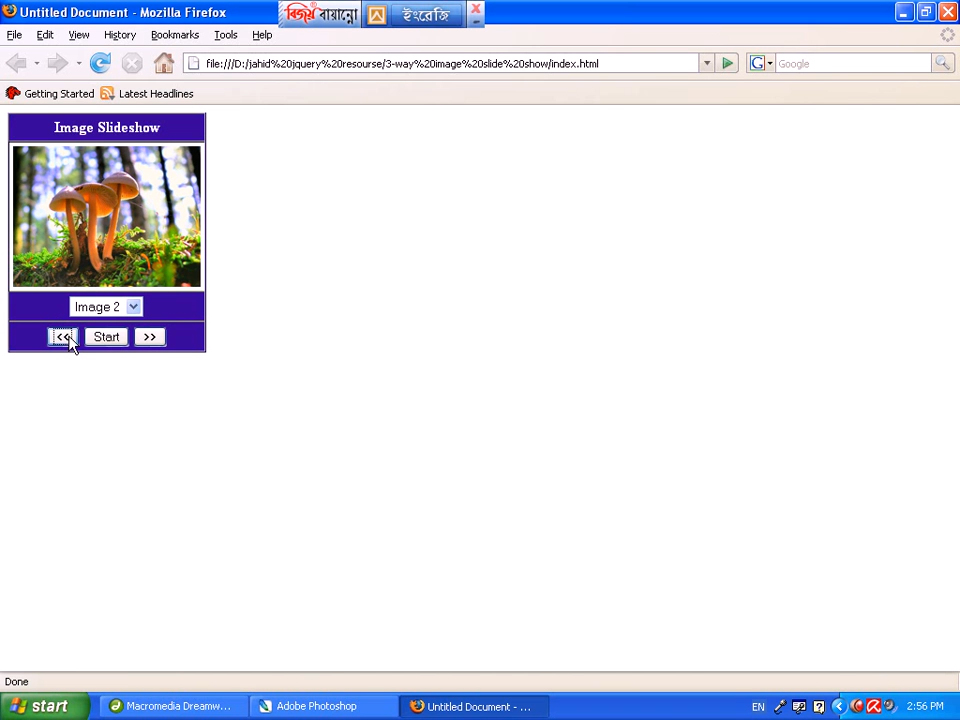 Untitled Document - Mozilla Firefox
বিজয় বায়ান্নো ইংরেজি
File Edit View History Bookmarks Tools Help
file:///D:/jahid%20jquery%20resourse/3-way%20image%20slide%20show/index.html
G Google
Getting Started Latest Headlines
Image Slideshow
Image 2
<< Start >>
Done
start Macromedia Dreamw... Adobe Photoshop Untitled Document - ... EN 2:56 PM